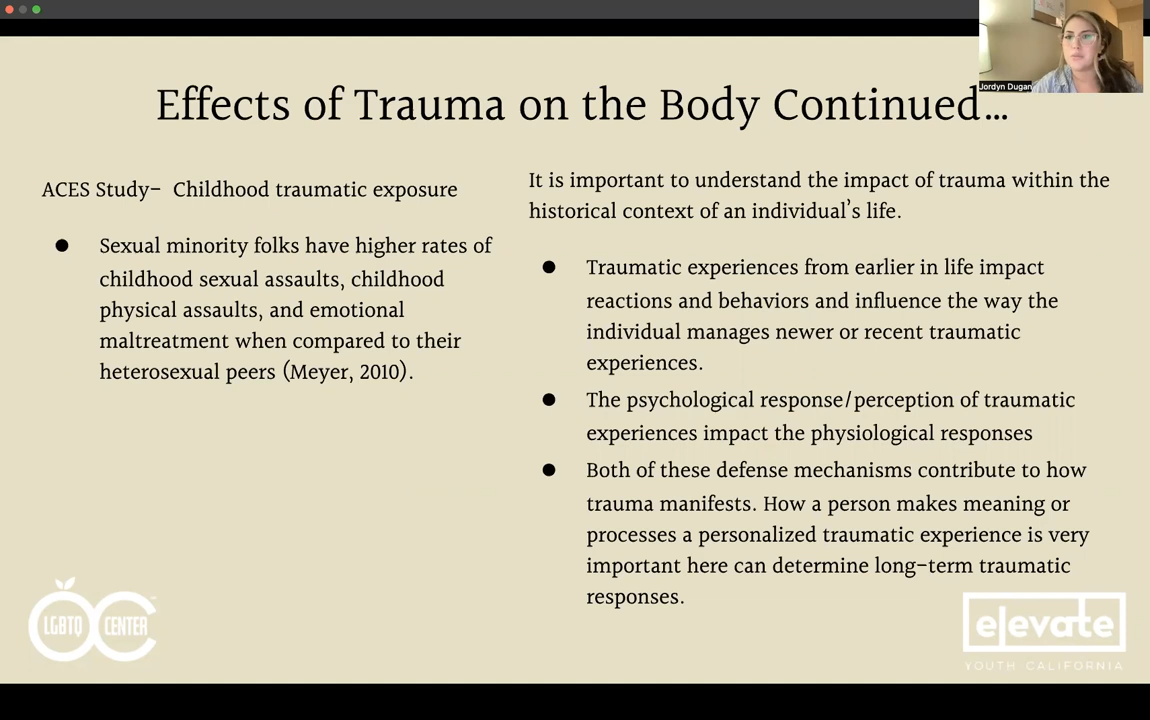 Jordyn Dugan
Effects of Trauma on the Body Continued...
ACES Study- Childhood traumatic exposure
● Sexual minority folks have higher rates of
childhood sexual assaults, childhood
physical assaults, and emotional
maltreatment when compared to their
heterosexual peers (Meyer, 2010).
It is important to understand the impact of trauma within the
historical context of an individual's life.
● Traumatic experiences from earlier in life impact
reactions and behaviors and influence the way the
individual manages newer or recent traumatic
experiences.
● The psychological response/perception of traumatic
experiences impact the physiological responses
● Both of these defense mechanisms contribute to how
trauma manifests. How a person makes meaning or
processes a personalized traumatic experience is very
important here can determine long-term traumatic
responses.
LGBTQ CENTER
elevate
YOUTH CALIFORNIA